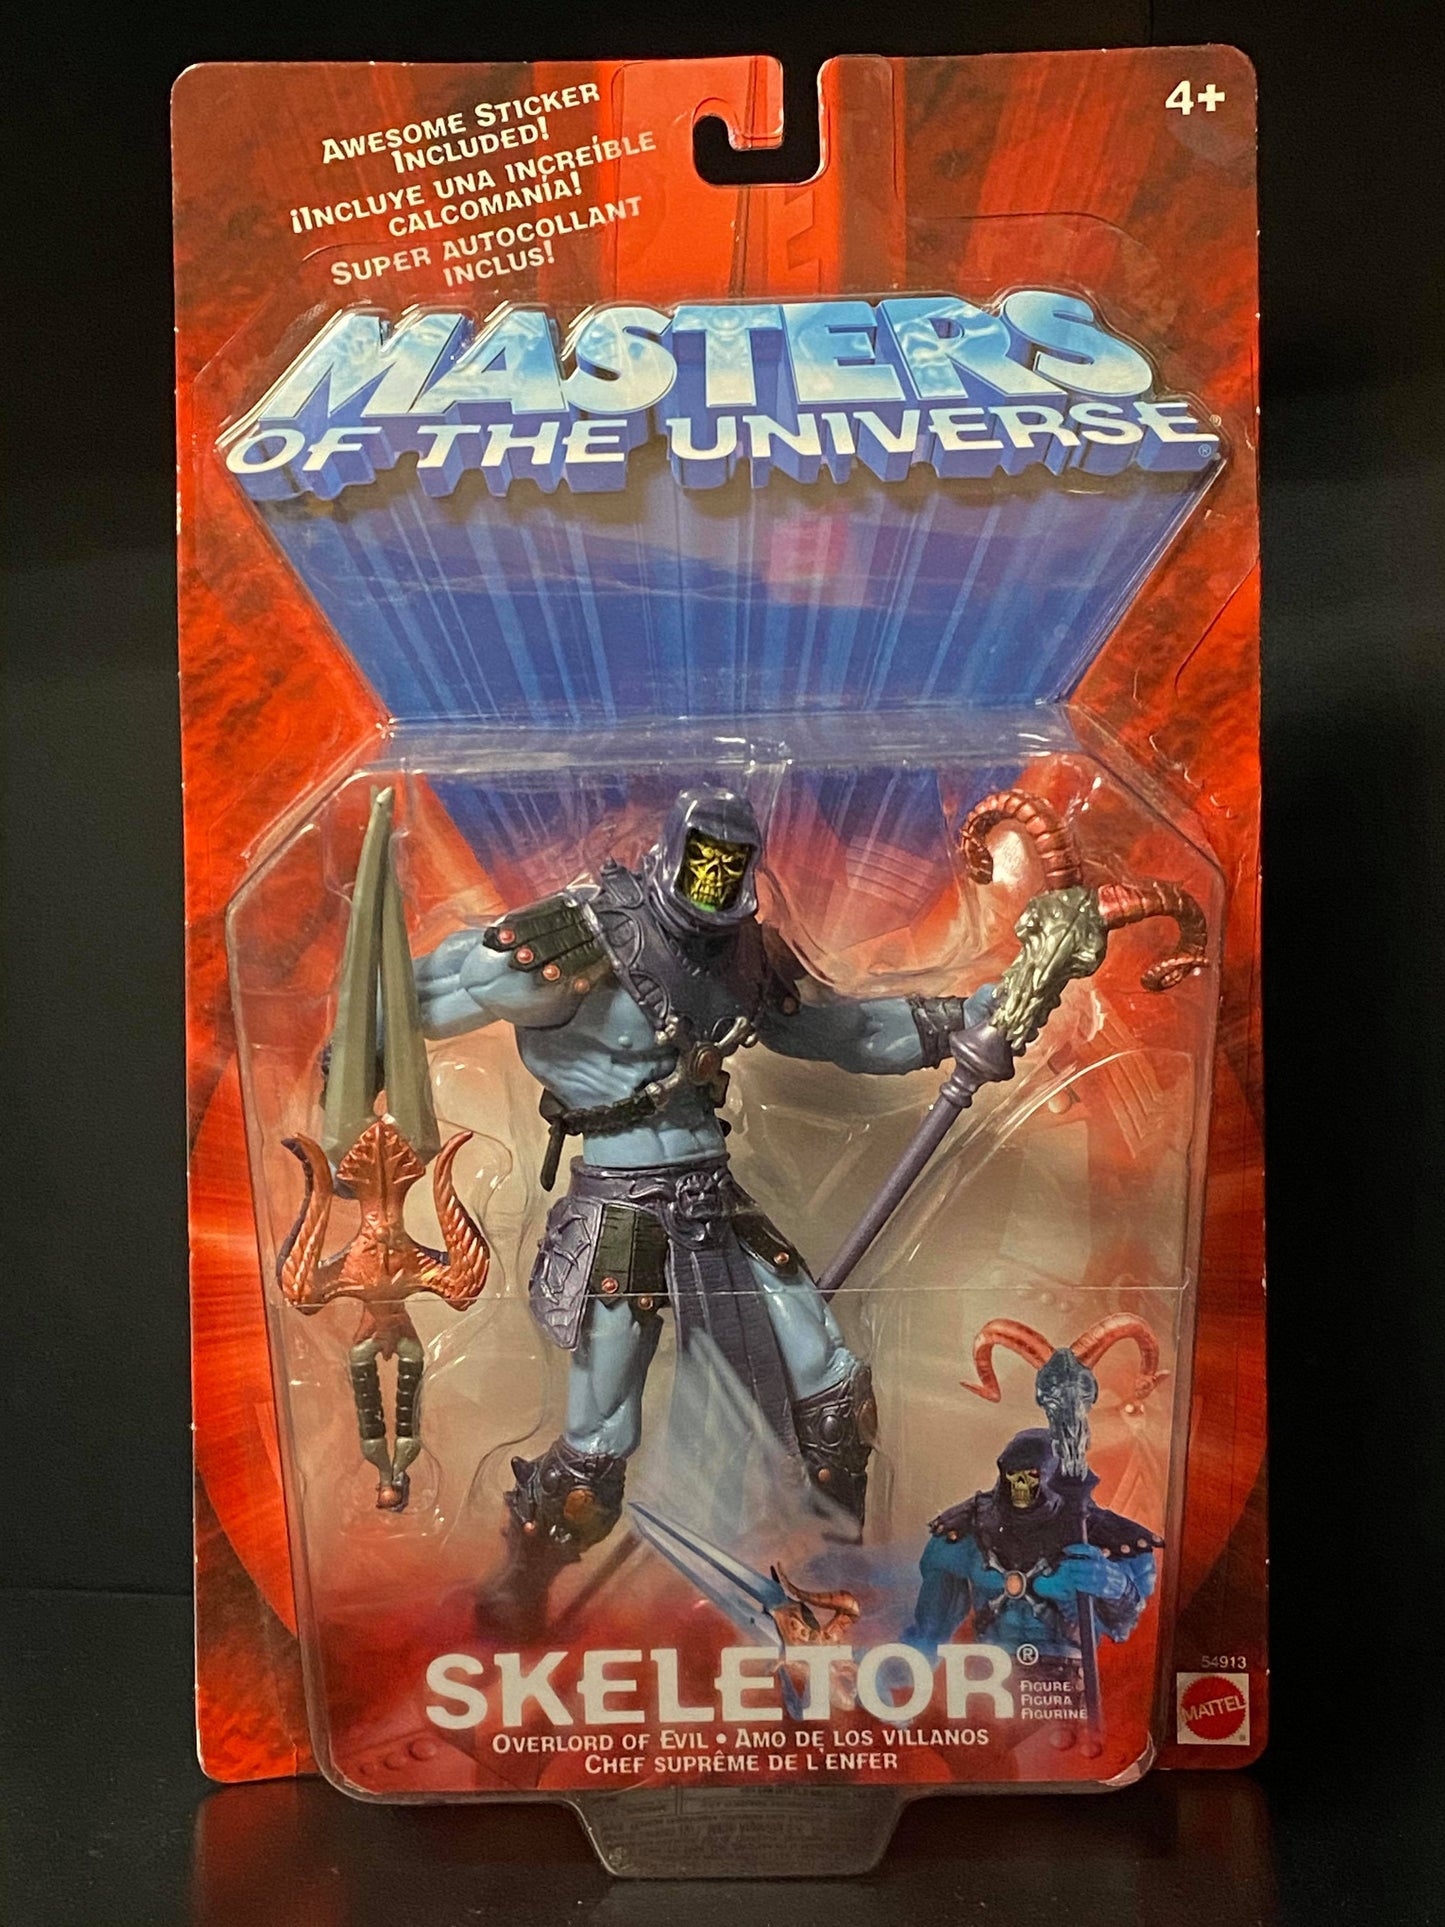 AWESOME STICKER
INCLUDED!
¡INCLUYE UNA INCREÍBLE
CALCOMANÍA!
SUPER AUTOCOLLANT
INCLUS!
4+
MASTERS
OF THE UNIVERSE®
SKELETOR®
FIGURE
FIGURA
FIGURINE
OVERLORD OF EVIL • AMO DE LOS VILLANOS
CHEF SUPRÊME DE L'ENFER
54913
MATTEL